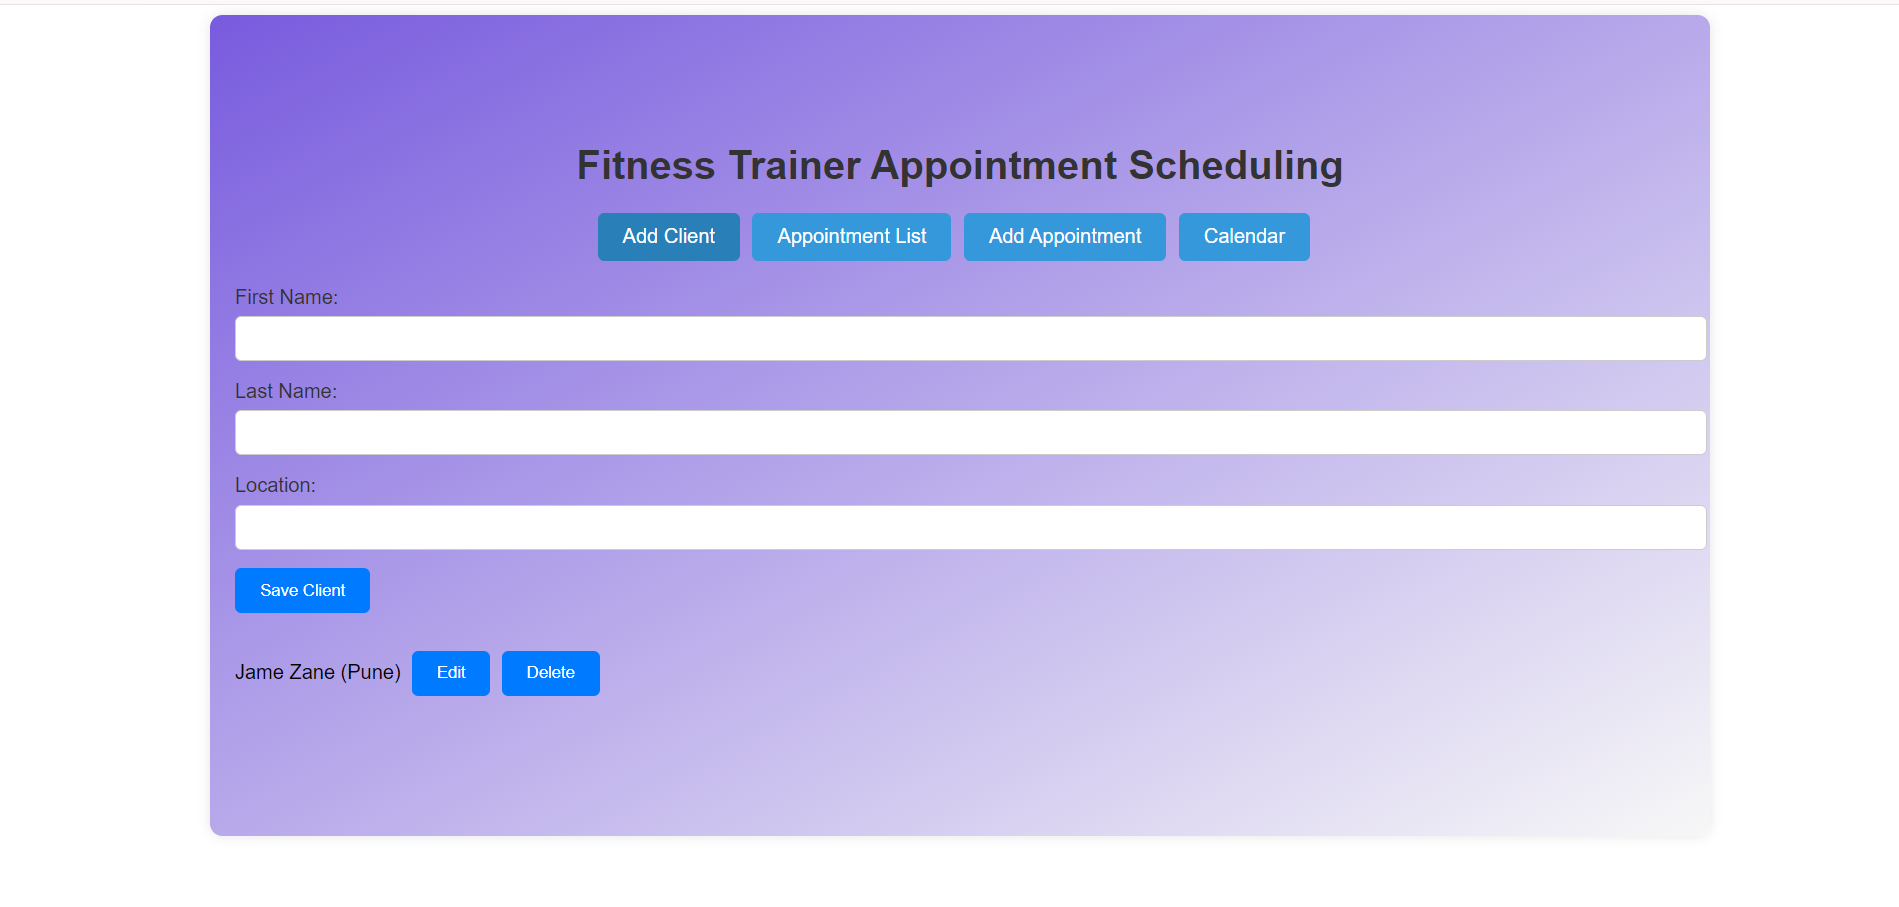 Fitness Trainer Appointment Scheduling
Add Client Appointment List Add Appointment Calendar
First Name:
Last Name:
Location:
Save Client
Jame Zane (Pune) Edit Delete